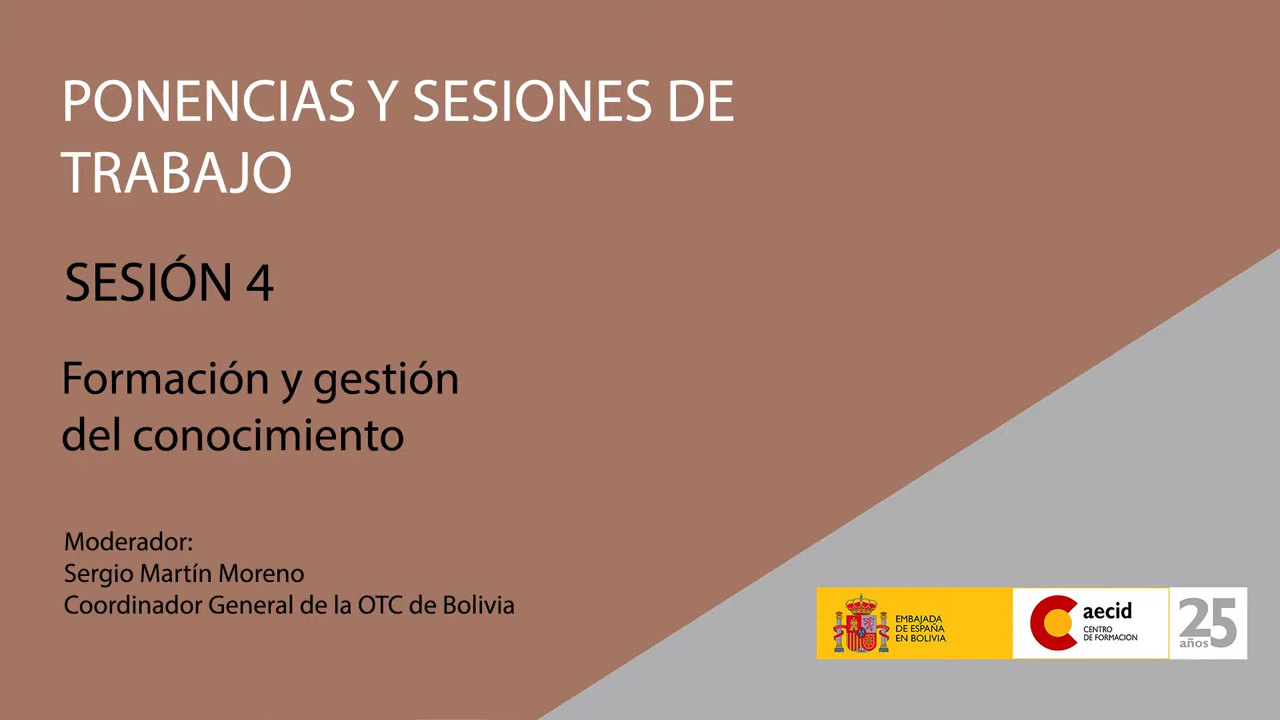 PONENCIAS Y SESIONES DE
TRABAJO
SESIÓN 4
Formación y gestión
del conocimiento
Moderador:
Sergio Martín Moreno
Coordinador General de la OTC de Bolivia
EMBAJADA
DE ESPAÑA
EN BOLIVIA
aecid
CENTRO
DE FORMACION
25
años